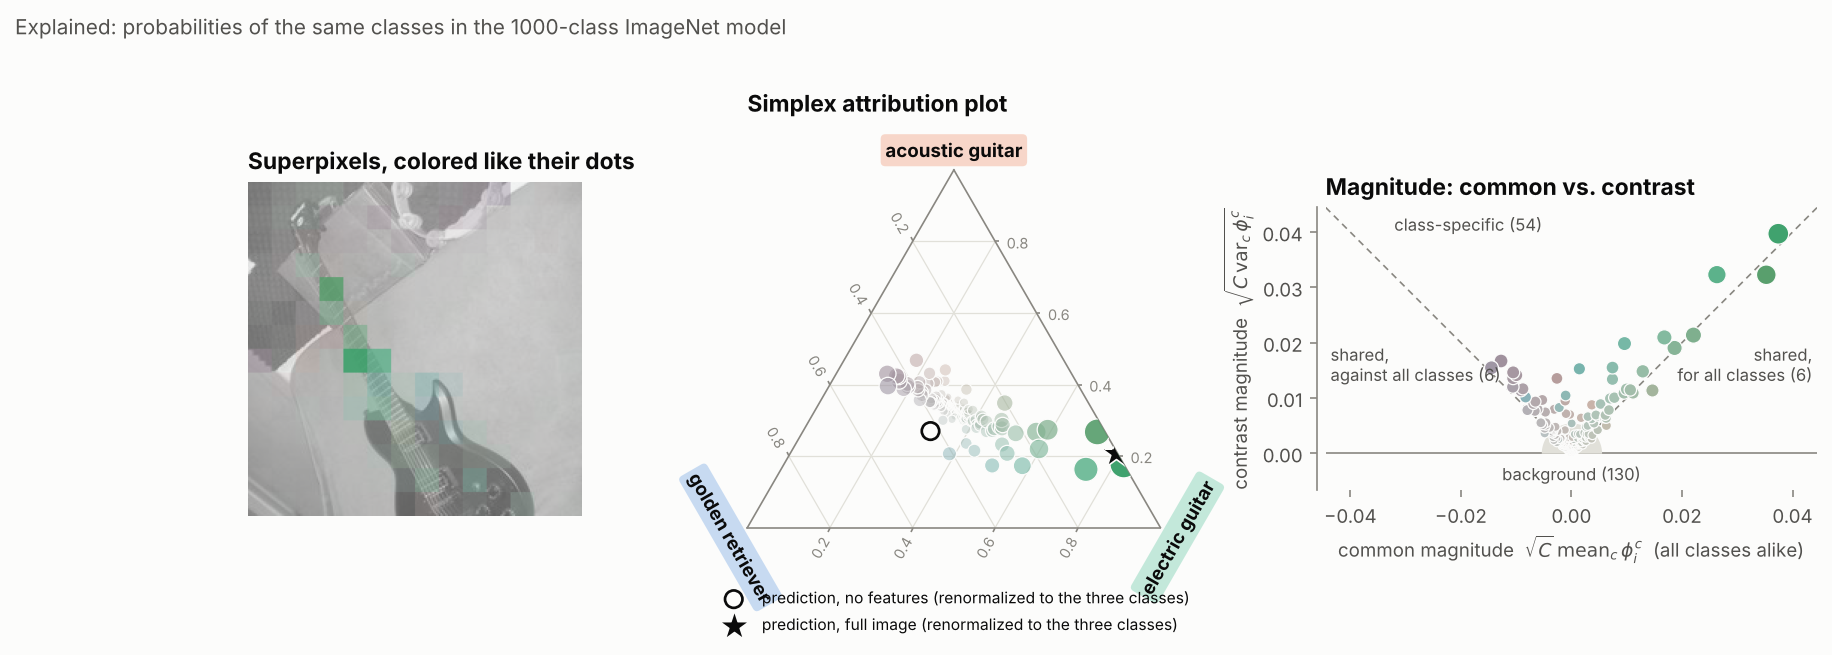 Explained: probabilities of the same classes in the 1000-class ImageNet model
Superpixels, colored like their dots
Simplex attribution plot
acoustic guitar
0.2
0.4
0.6
0.8
0.8
0.6
0.4
0.2
0.2
0.4
0.6
0.8
golden retriever
electric guitar
prediction, no features (renormalized to the three classes)
prediction, full image (renormalized to the three classes)
Magnitude: common vs. contrast
contrast magnitude √C var_c ϕ_i^c
0.04
0.03
0.02
0.01
0.00
class-specific (54)
shared,
against all classes (6)
shared,
for all classes (6)
background (130)
−0.04
−0.02
0.00
0.02
0.04
common magnitude √C mean_c ϕ_i^c (all classes alike)